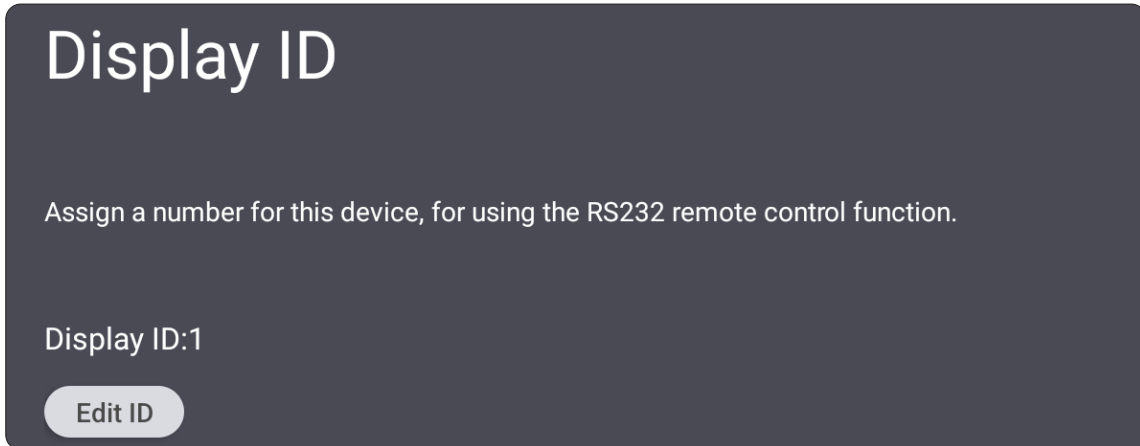 Display ID
Assign a number for this device, for using the RS232 remote control function.
Display ID:1
Edit ID